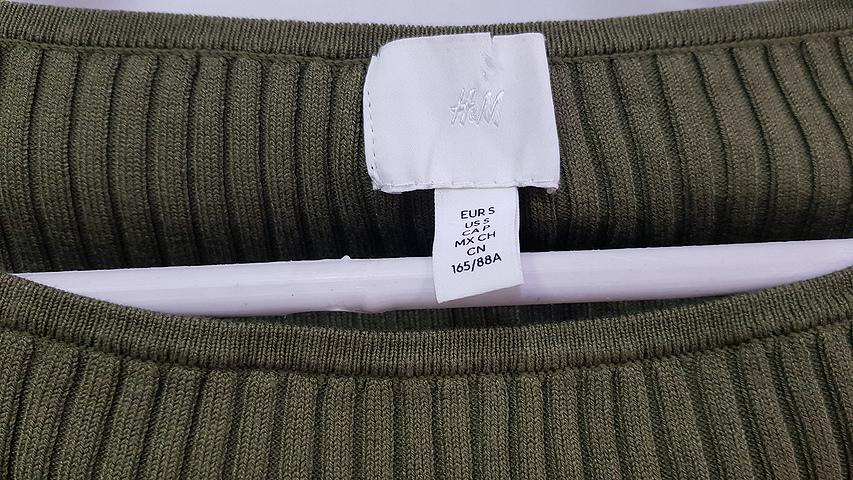 H&M
EUR S
US S
CA P
MX CH
CN
165/88A